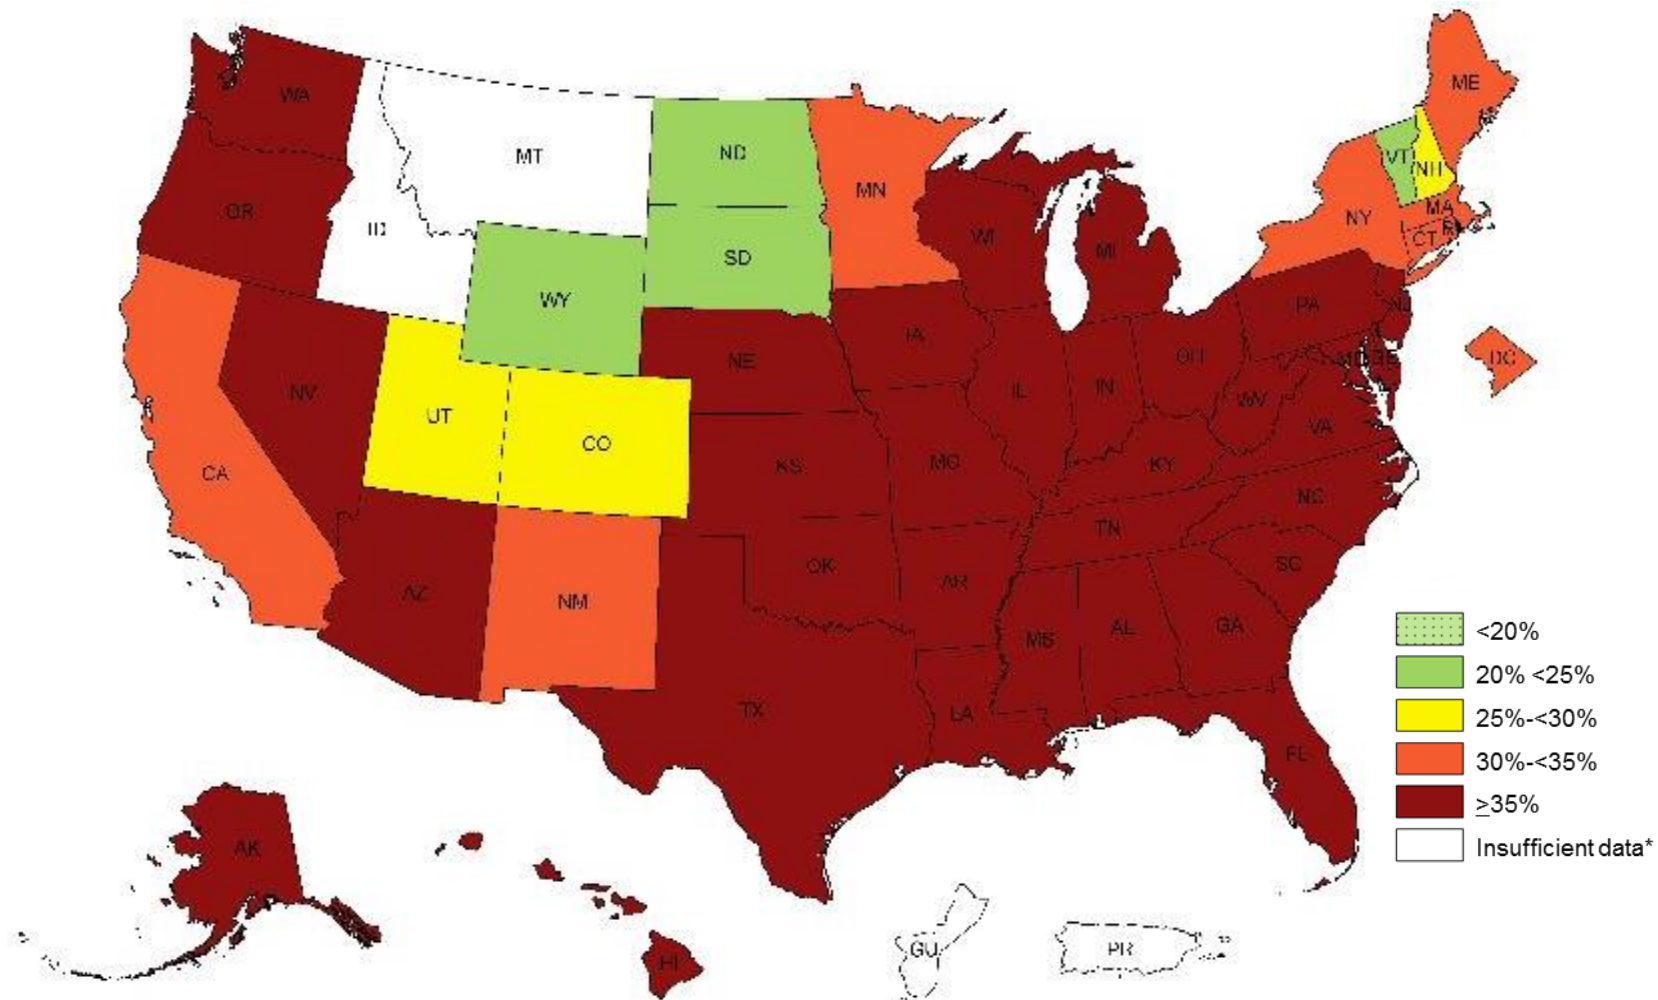 WA
ME
MT
ND
VT
NH
MN
OR
ID
NY
MA
CT
SD
WI
MI
WY
PA
NJ
IA
NE
OH
DC
NV
IL
IN
WV
UT
CO
VA
CA
KS
MO
KY
NC
TN
OK
AR
SC
AZ
NM
MS
AL
GA
<20%
20% <25%
TX
LA
25%-<30%
FL
30%-<35%
≥35%
AK
Insufficient data*
GU
PR
HI